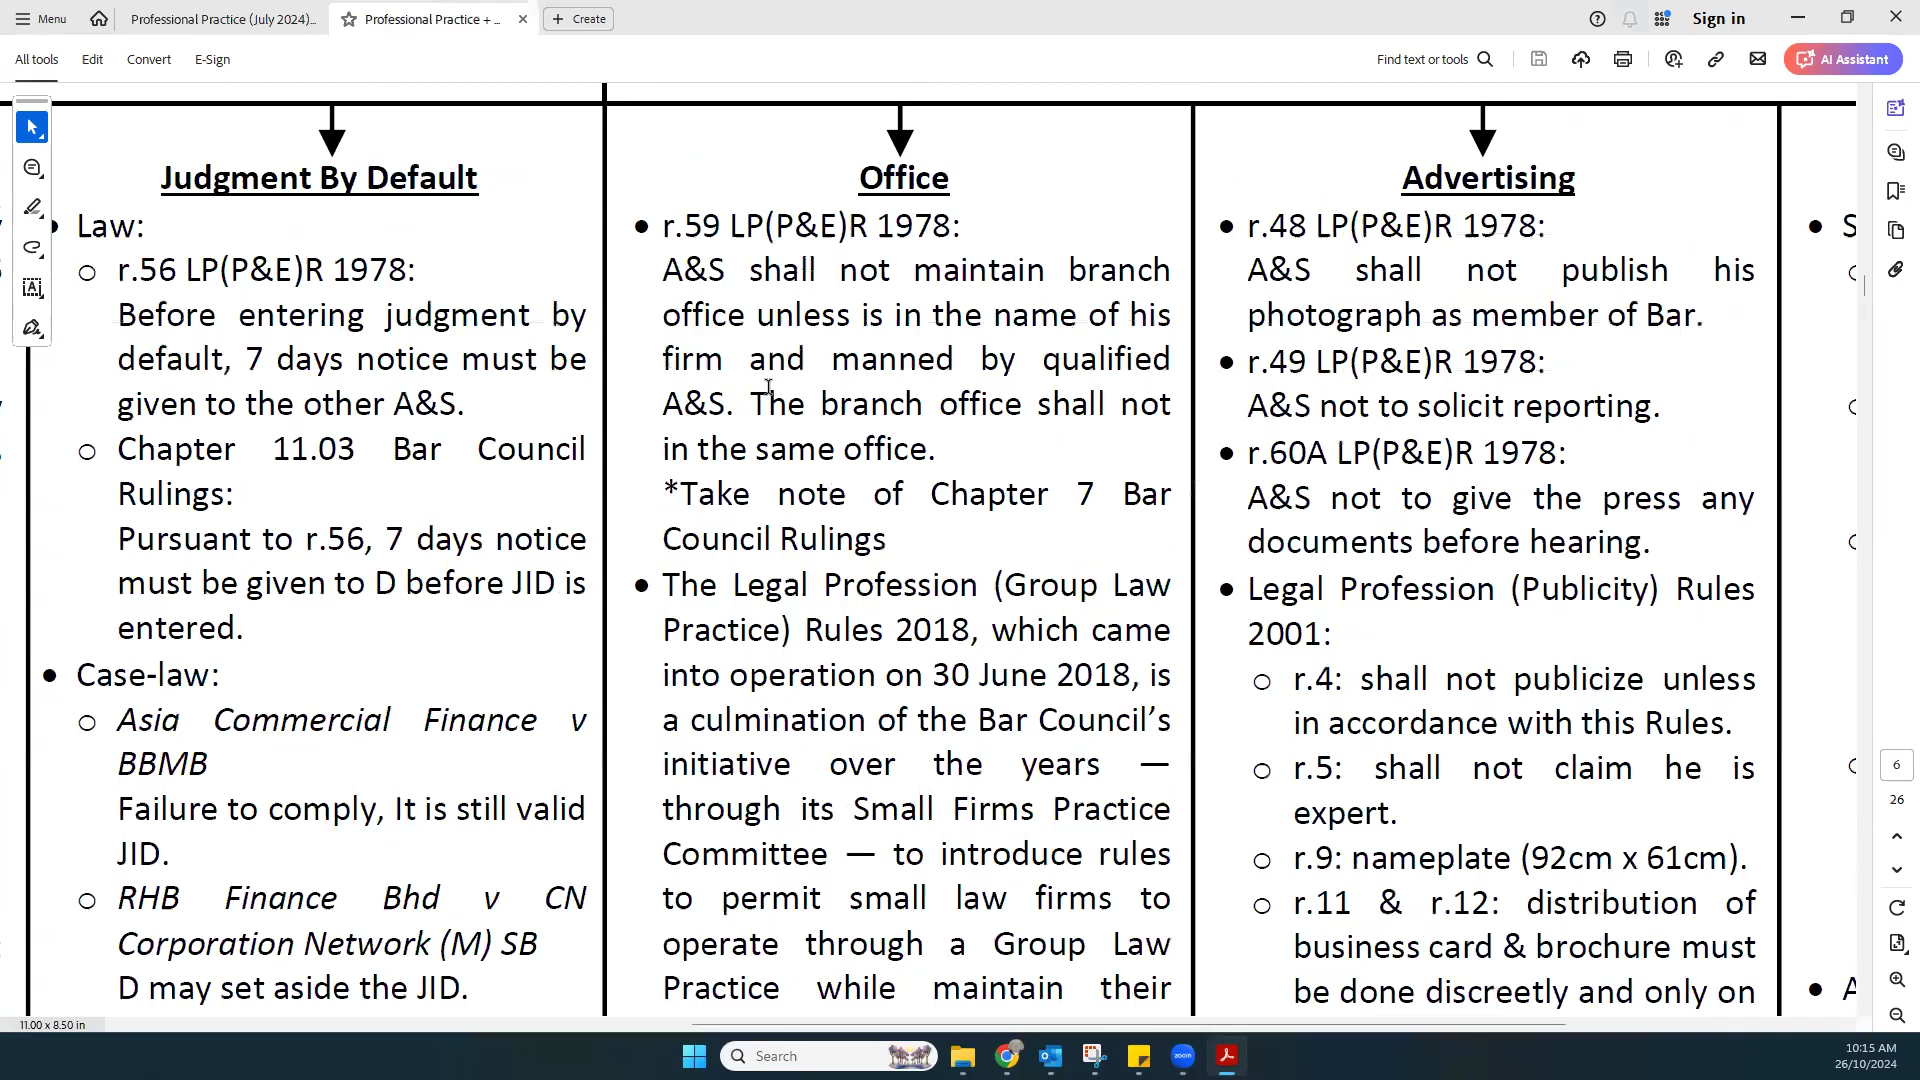 Menu
Professional Practice (July 2024)...
Professional Practice + ...
Create
Sign in
All tools
Edit
Convert
E-Sign
Find text or tools
AI Assistant
Judgment By Default
Law:
r.56 LP(P&E)R 1978:
Before entering judgment by
default, 7 days notice must be
given to the other A&S.
Chapter 11.03 Bar Council
Rulings:
Pursuant to r.56, 7 days notice
must be given to D before JID is
entered.
Case-law:
Asia Commercial Finance v
BBMB
Failure to comply, It is still valid
JID.
RHB Finance Bhd v CN
Corporation Network (M) SB
D may set aside the JID.
Office
r.59 LP(P&E)R 1978:
A&S shall not maintain branch
office unless is in the name of his
firm and manned by qualified
A&S. The branch office shall not
in the same office.
*Take note of Chapter 7 Bar
Council Rulings
The Legal Profession (Group Law
Practice) Rules 2018, which came
into operation on 30 June 2018, is
a culmination of the Bar Council’s
initiative over the years —
through its Small Firms Practice
Committee — to introduce rules
to permit small law firms to
operate through a Group Law
Practice while maintain their
Advertising
r.48 LP(P&E)R 1978:
A&S shall not publish his
photograph as member of Bar.
r.49 LP(P&E)R 1978:
A&S not to solicit reporting.
r.60A LP(P&E)R 1978:
A&S not to give the press any
documents before hearing.
Legal Profession (Publicity) Rules
2001:
r.4: shall not publicize unless
in accordance with this Rules.
r.5: shall not claim he is
expert.
r.9: nameplate (92cm x 61cm).
r.11 & r.12: distribution of
business card & brochure must
be done discreetly and only on
6
26
11.00 x 8.50 in
Search
zoom
10:15 AM
26/10/2024